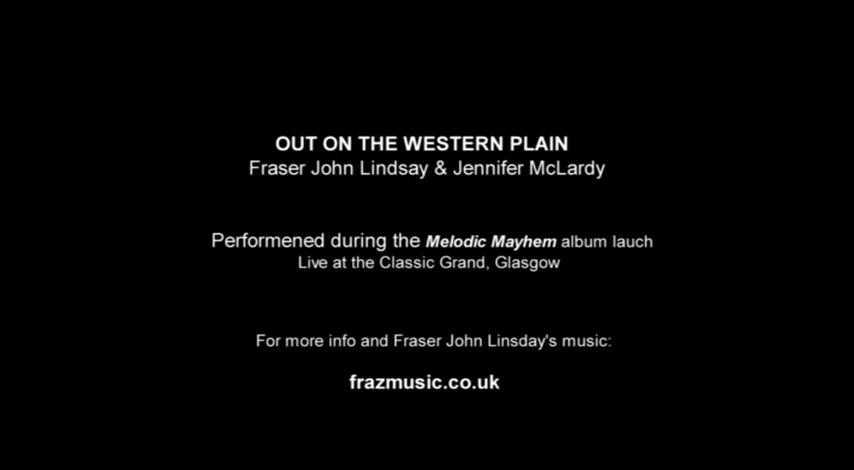 OUT ON THE WESTERN PLAIN
Fraser John Lindsay & Jennifer McLardy
Performened during the Melodic Mayhem album lauch
Live at the Classic Grand, Glasgow
For more info and Fraser John Linsday's music:
frazmusic.co.uk